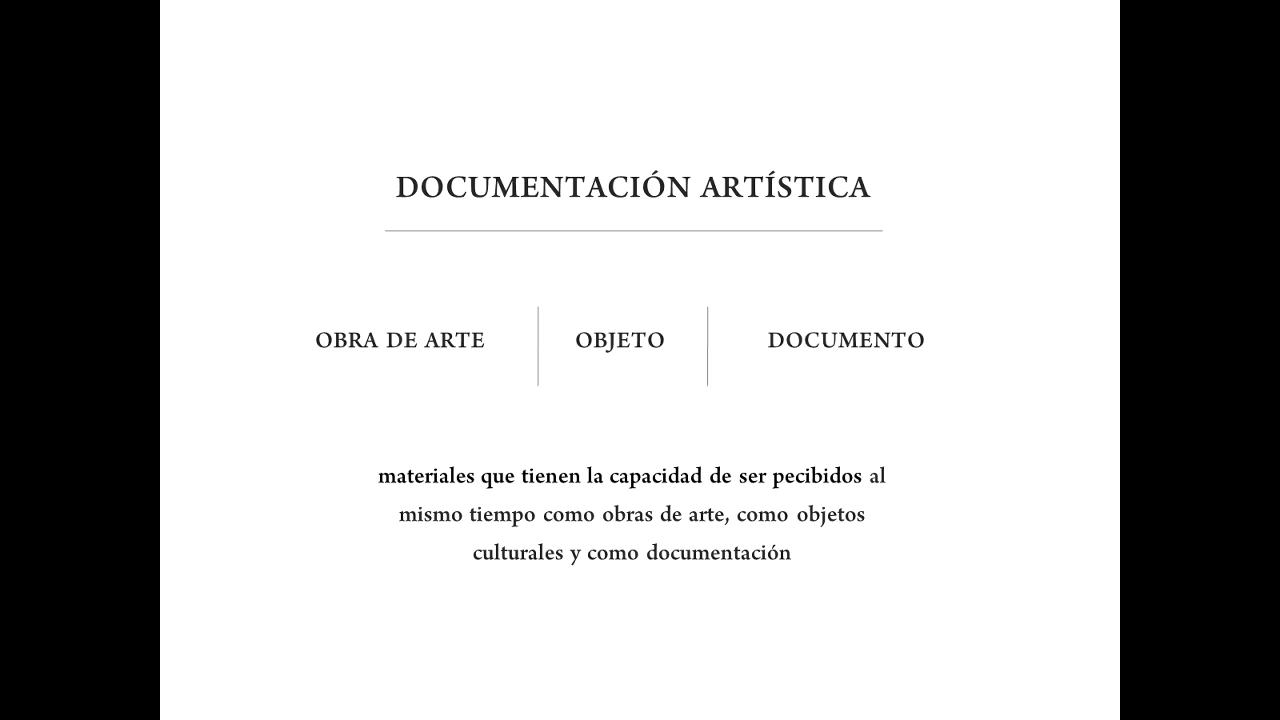 DOCUMENTACIÓN ARTÍSTICA
OBRA DE ARTE
OBJETO
DOCUMENTO
materiales que tienen la capacidad de ser pecibidos al
mismo tiempo como obras de arte, como objetos
culturales y como documentación